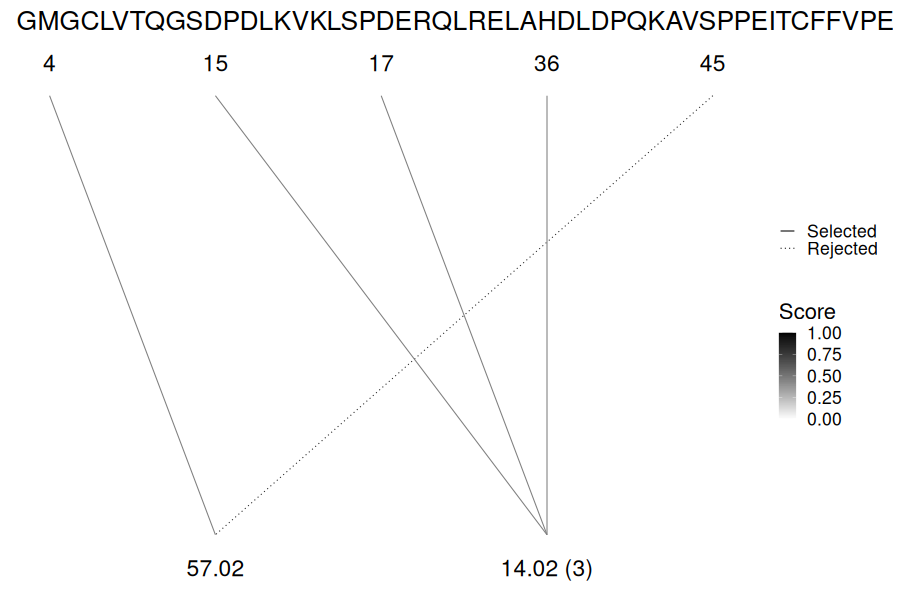 GMGCLVTQGSDPDLKVKLSPDERQLRELAHDLDPQKAVSPPEITCFFVPE
4 15 17 36 45
Selected
Rejected
Score
1.00
0.75
0.50
0.25
0.00
57.02 14.02 (3)